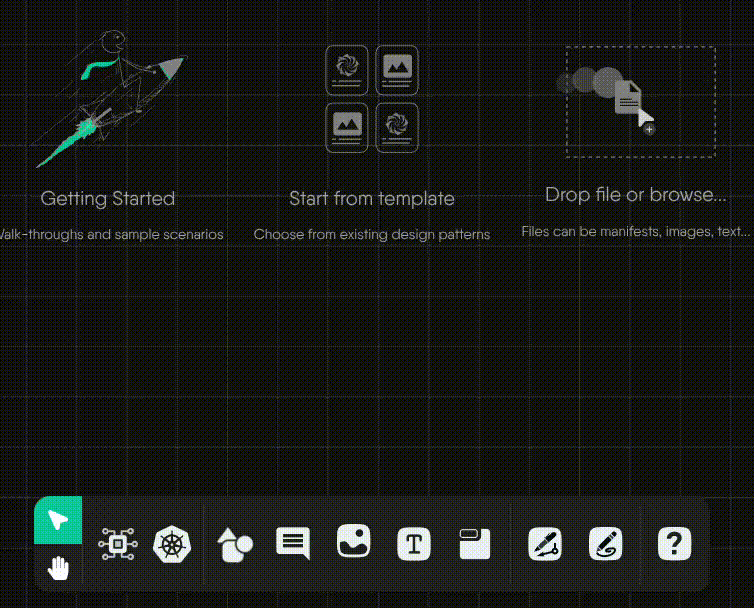 Getting Started
Start from template
Drop file or browse...
Walk-throughs and sample scenarios
Choose from existing design patterns
Files can be manifests, images, text...
T
?